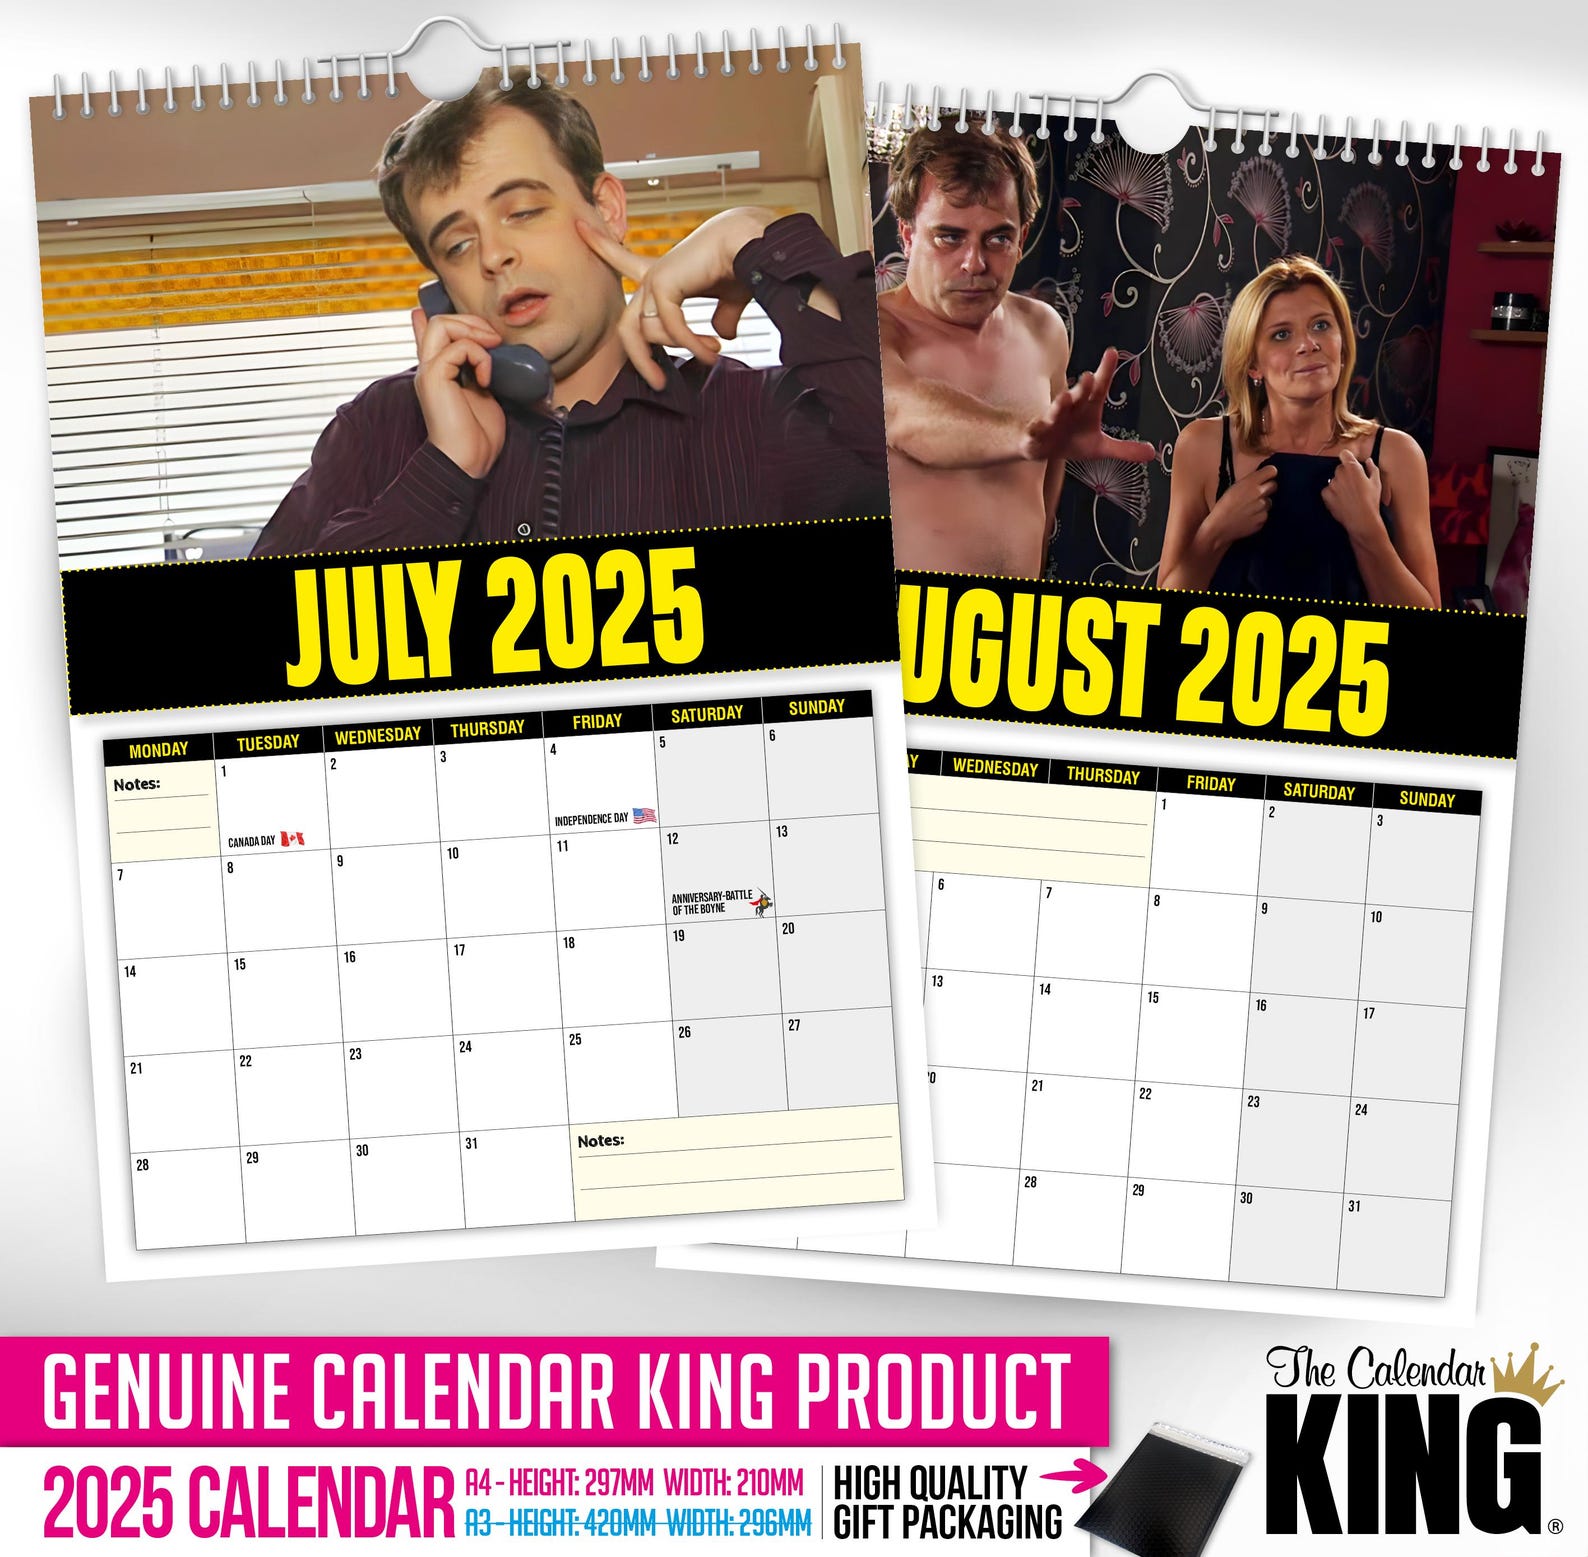 JULY 2025
MONDAY TUESDAY WEDNESDAY THURSDAY FRIDAY SATURDAY SUNDAY
Notes: 1 2 3 4 5 6
CANADA DAY INDEPENDENCE DAY
7 8 9 10 11 12 13
ANNIVERSARY-BATTLE
OF THE BOYNE
14 15 16 17 18 19 20
21 22 23 24 25 26 27
28 29 30 31 Notes:
UGUST 2025
Y WEDNESDAY THURSDAY FRIDAY SATURDAY SUNDAY
1 2 3
6 7 8 9 10
13 14 15 16 17
20 21 22 23 24
28 29 30 31
GENUINE CALENDAR KING PRODUCT
2025 CALENDAR
A4 - HEIGHT: 297MM WIDTH: 210MM
A3 - HEIGHT: 420MM WIDTH: 296MM
HIGH QUALITY
GIFT PACKAGING
The Calendar
KING®